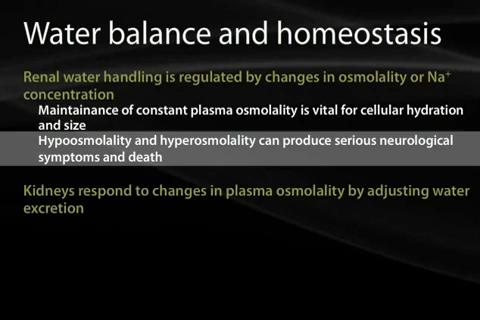 Water balance and homeostasis
Renal water handling is regulated by changes in osmolality or Na⁺
concentration
Maintainance of constant plasma osmolality is vital for cellular hydration
and size
Hypoosmolality and hyperosmolality can produce serious neurological
symptoms and death
Kidneys respond to changes in plasma osmolality by adjusting water
excretion